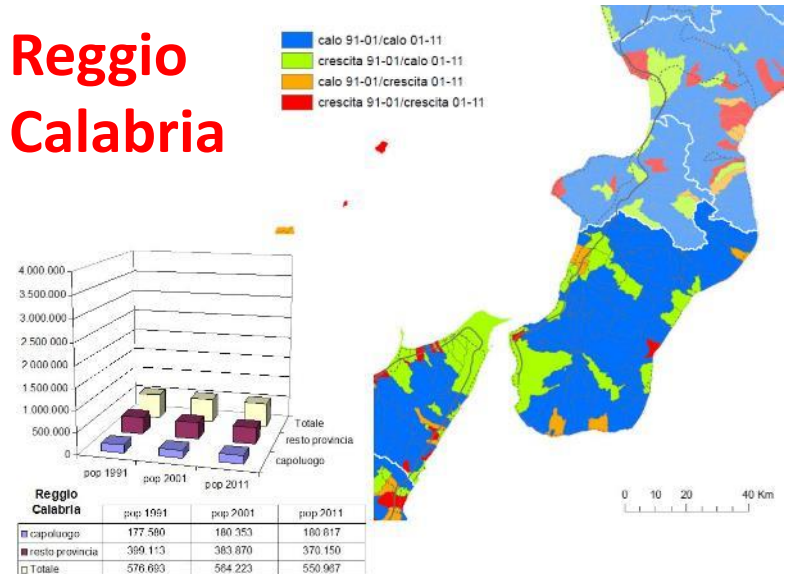 Reggio
Calabria
calo 91-01/calo 01-11
crescita 91-01/calo 01-11
calo 91-01/crescita 01-11
crescita 91-01/crescita 01-11
4.000.000
3.500.000
3.000.000
2.500.000
2.000.000
1.500.000
1.000.000
500.000
0
pop 1991
pop 2001
pop 2011
Totale
resto provincia
capoluogo
0 10 20 40 Km
Reggio
Calabria
pop 1991 pop 2001 pop 2011
capoluogo 177.580 180.353 180.817
resto provincia 399.113 383.870 370.150
Totale 576.693 564.223 550.967